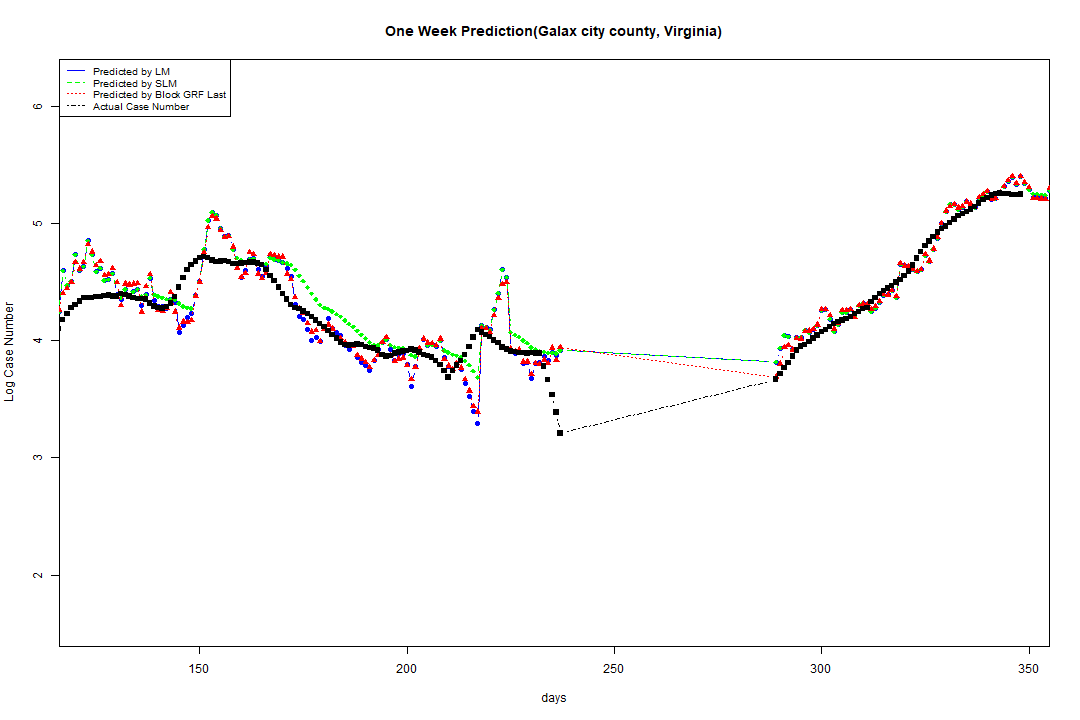 One Week Prediction(Galax city county, Virginia)
Predicted by LM
Predicted by SLM
Predicted by Block GRF Last
Actual Case Number
6
5
4
3
2
Log Case Number
150
200
250
300
350
days